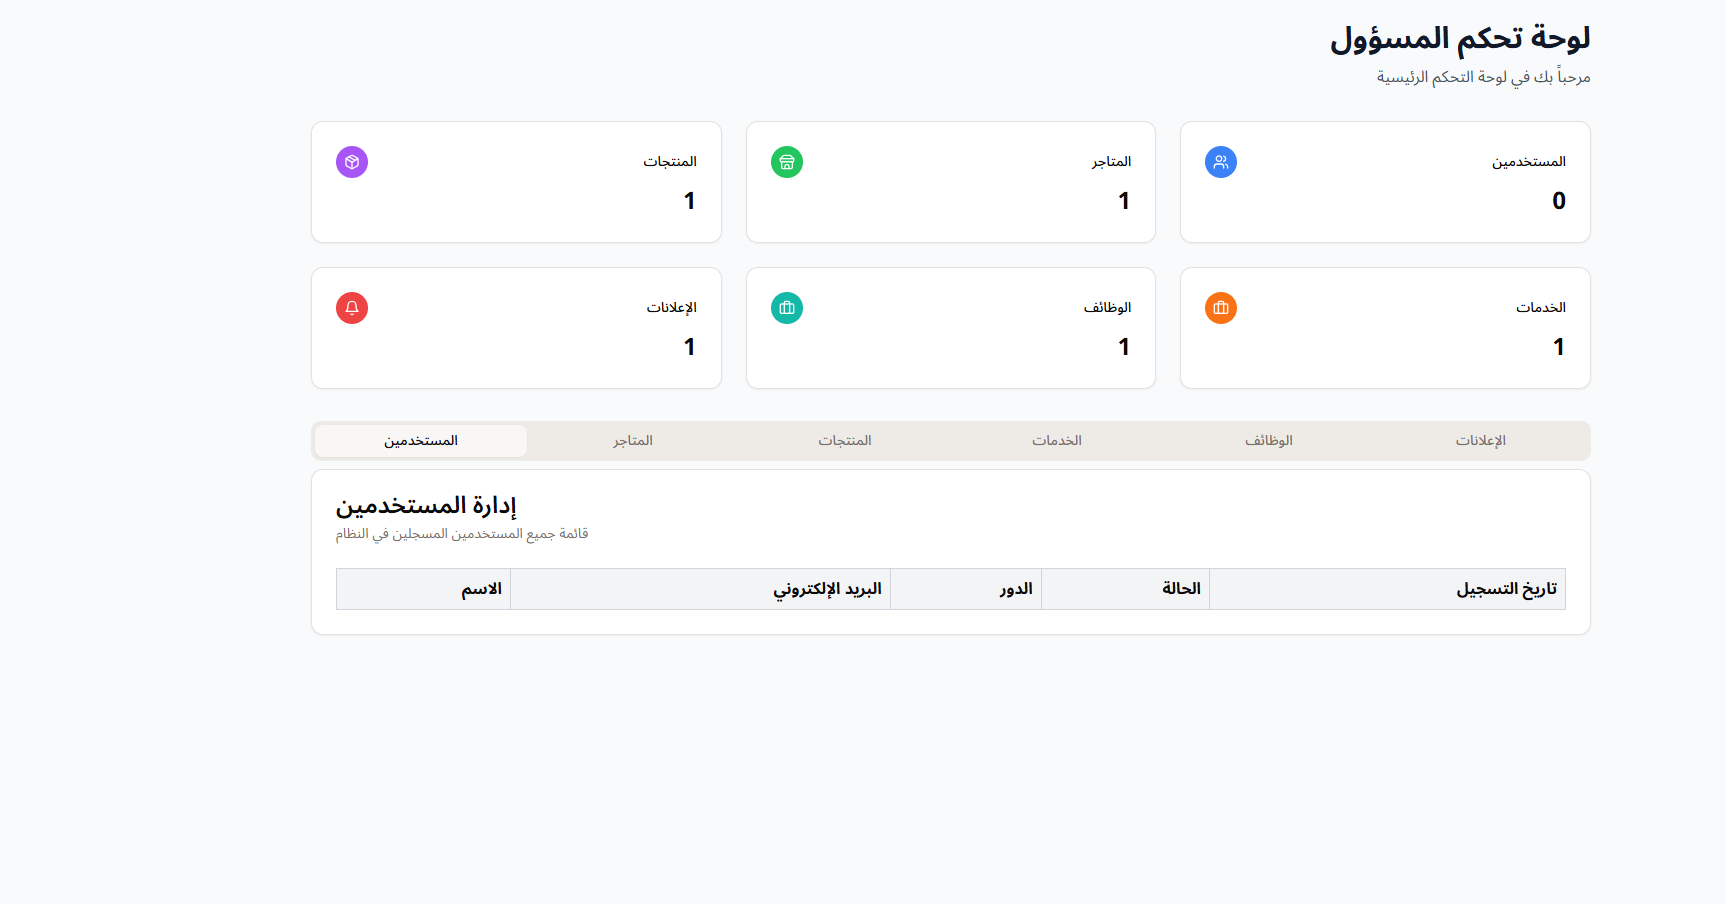 لوحة تحكم المسؤول
مرحباً بك في لوحة التحكم الرئيسية
المستخدمين
0
المتاجر
1
المنتجات
1
الخدمات
1
الوظائف
1
الإعلانات
1
الإعلانات
الوظائف
الخدمات
المنتجات
المتاجر
المستخدمين
إدارة المستخدمين
قائمة جميع المستخدمين المسجلين في النظام
تاريخ التسجيل
الحالة
الدور
البريد الإلكتروني
الاسم